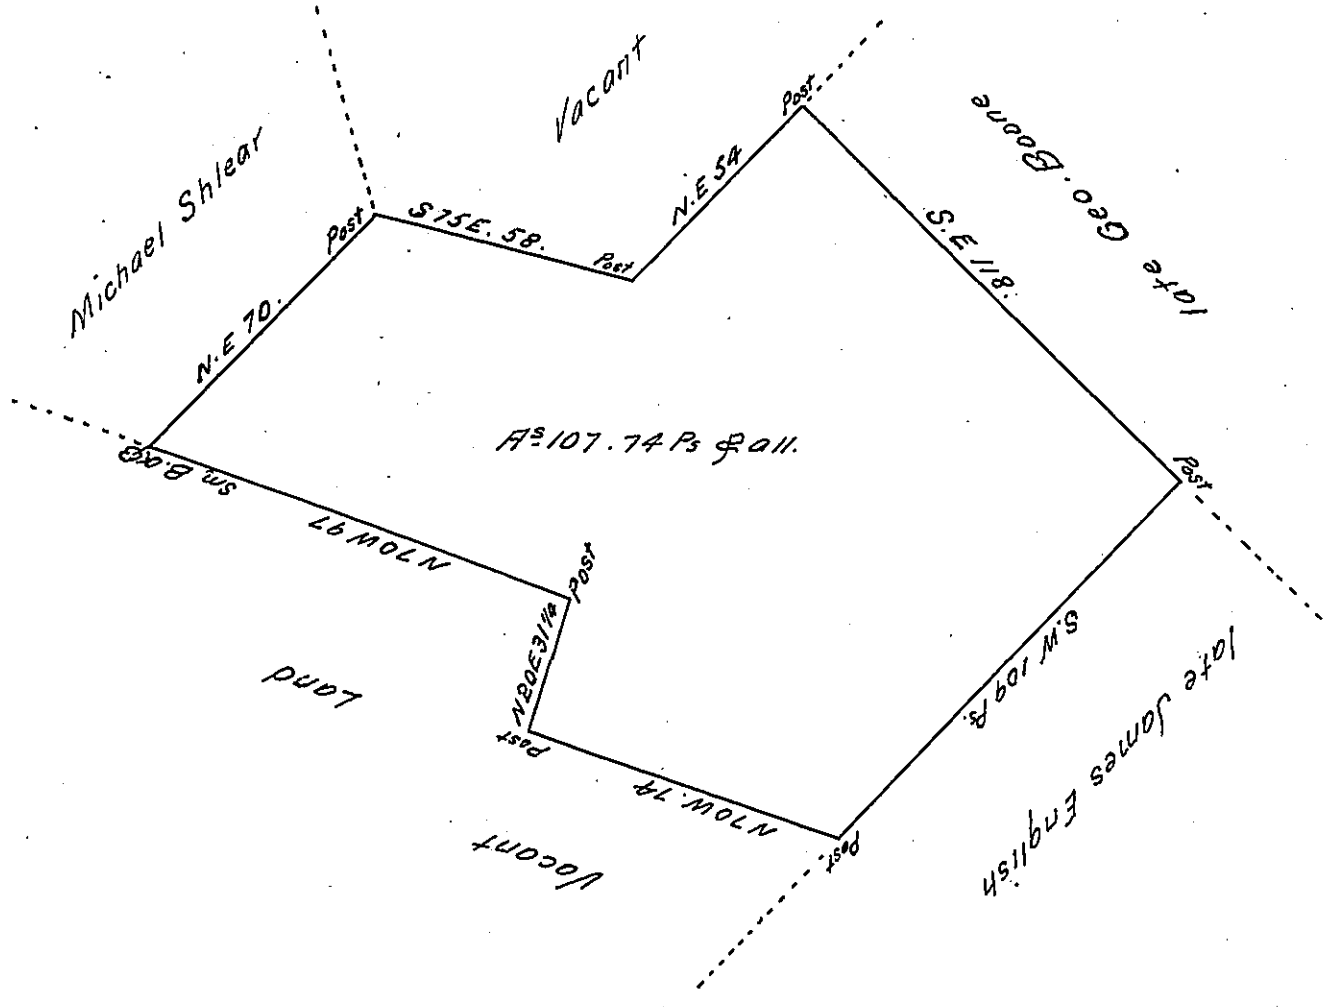 Vacant
Michael Shlear
late Geo. Boone
Post
Post
S75E. 58.
Post
N.E 54
N.E 70.
S.E 118.
As 107.74 Ps & all.
Post
Sm. B.
N70W 97
Post
N20E31¼
Post
N70W.74
Post
S.W 109 Ps.
late James English
Vacant
Land